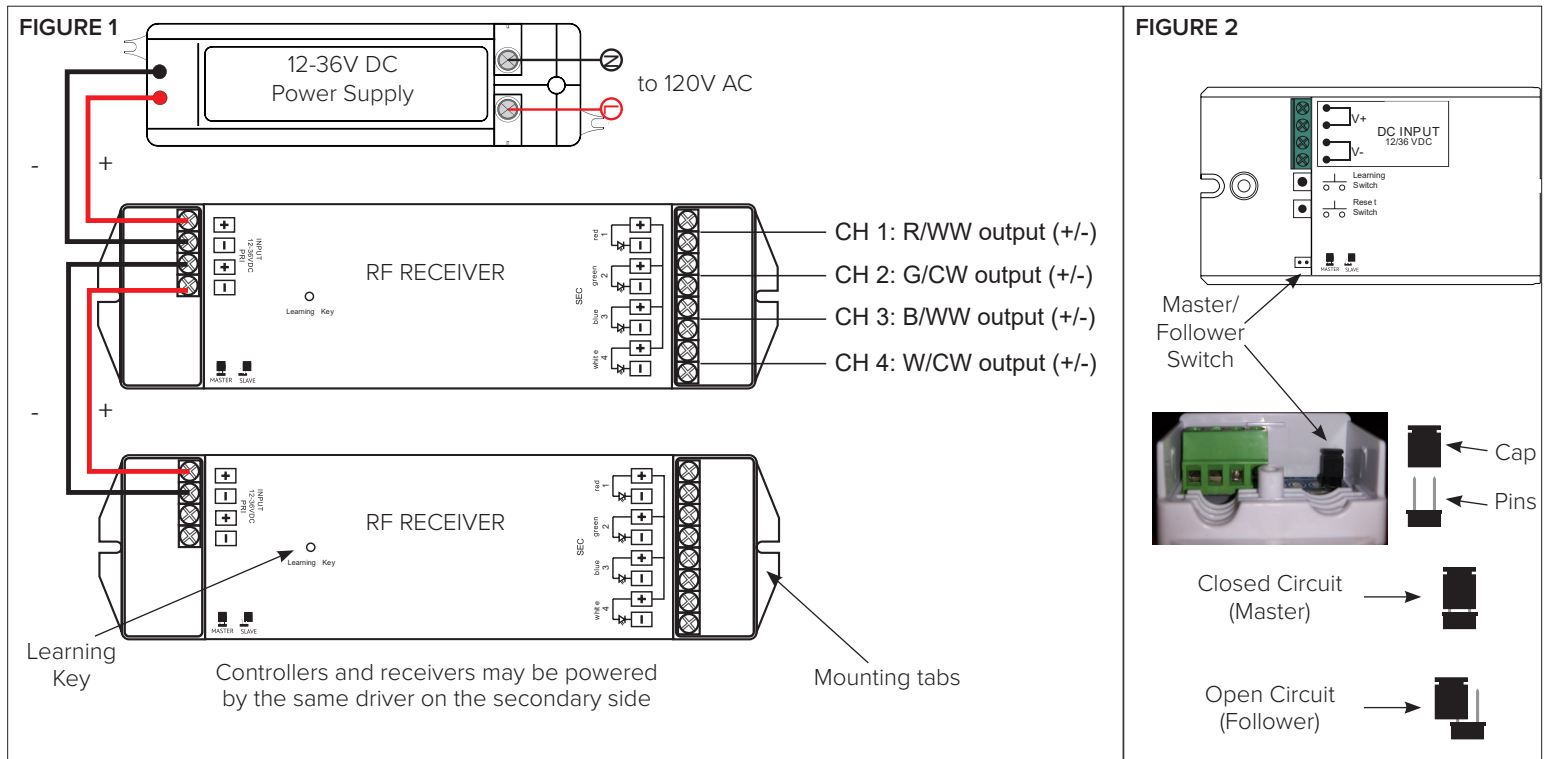 FIGURE 1
12-36V DC
Power Supply
N
L
to 120V AC
-
+
+
-
+
-
INPUT
12-36VDC
PRI
RF RECEIVER
Learning Key
MASTER
SLAVE
SEC
red
1
+
-
green
2
+
-
blue
3
+
-
white
4
+
-
CH 1: R/WW output (+/-)
CH 2: G/CW output (+/-)
CH 3: B/WW output (+/-)
CH 4: W/CW output (+/-)
-
+
+
-
+
-
INPUT
12-36VDC
PRI
RF RECEIVER
Learning Key
MASTER
SLAVE
SEC
red
1
+
-
green
2
+
-
blue
3
+
-
white
4
+
-
Learning
Key
Controllers and receivers may be powered
by the same driver on the secondary side
Mounting tabs
FIGURE 2
V+
V-
DC INPUT
12/36 VDC
Learning
Switch
Reset
Switch
MASTER
SLAVE
Master/
Follower
Switch
Cap
Pins
Closed Circuit
(Master)
Open Circuit
(Follower)